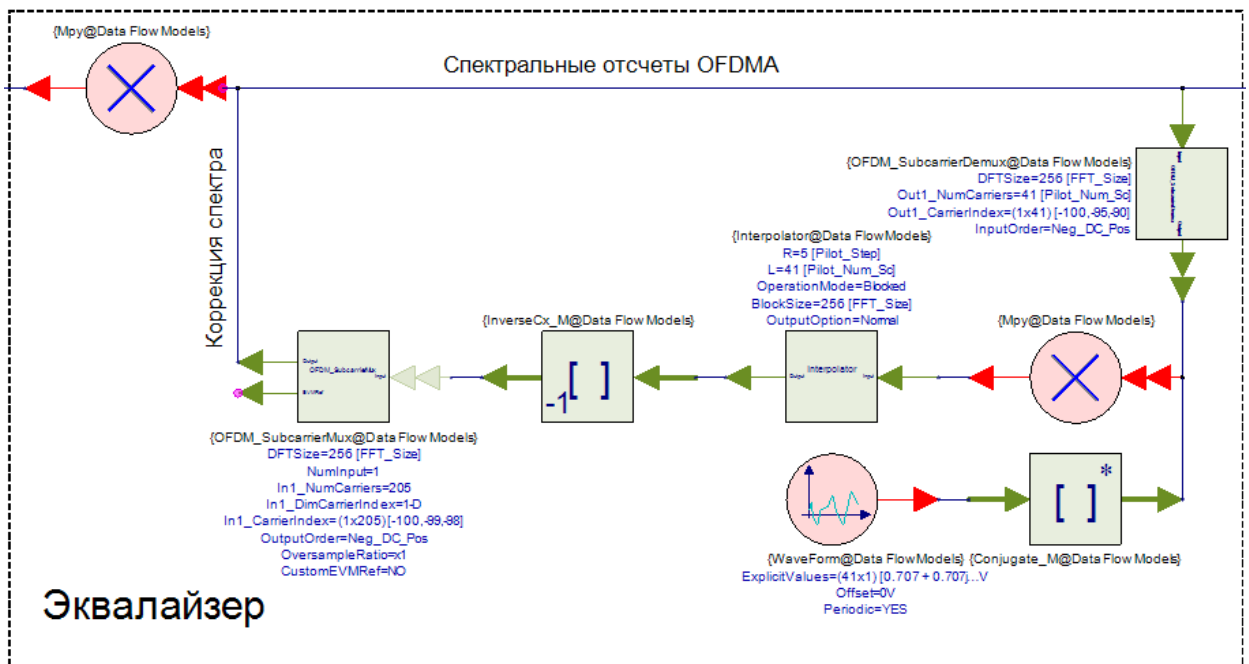 {Mpy@Data Flow Models}
Спектральные отсчеты OFDMA
Коррекция спектра
{OFDM_SubcarrierDemux@Data Flow Models}
DFTSize=256 [FFT_Size]
Out1_NumCarriers=41 [Pilot_Num_Sc]
Out1_CarrierIndex=(1x41) [-100,-95,-90]
InputOrder=Neg_DC_Pos
{Interpolator@Data Flow Models}
R=5 [Pilot_Step]
L=41 [Pilot_Num_Sc]
OperationMode=Blocked
BlockSize=256 [FFT_Size]
OutputOption=Normal
{InverseCx_M@Data Flow Models}
{Mpy@Data Flow Models}
Output
OFDM_SubcarrierMux
Input
EVMRef
-1 [ ]
Output
Interpolator
Input
{OFDM_SubcarrierMux@Data Flow Models}
DFTSize=256 [FFT_Size]
NumInput=1
In1_NumCarriers=205
In1_DimCarrierIndex=1-D
In1_CarrierIndex=(1x205) [-100,-99,-98]
OutputOrder=Neg_DC_Pos
OversampleRatio=x1
CustomEVMRef=NO
[ ] *
{WaveForm@Data Flow Models}
ExplicitValues=(41x1) [0.707 + 0.707j...V
Offset=0V
Periodic=YES
{Conjugate_M@Data Flow Models}
Эквалайзер